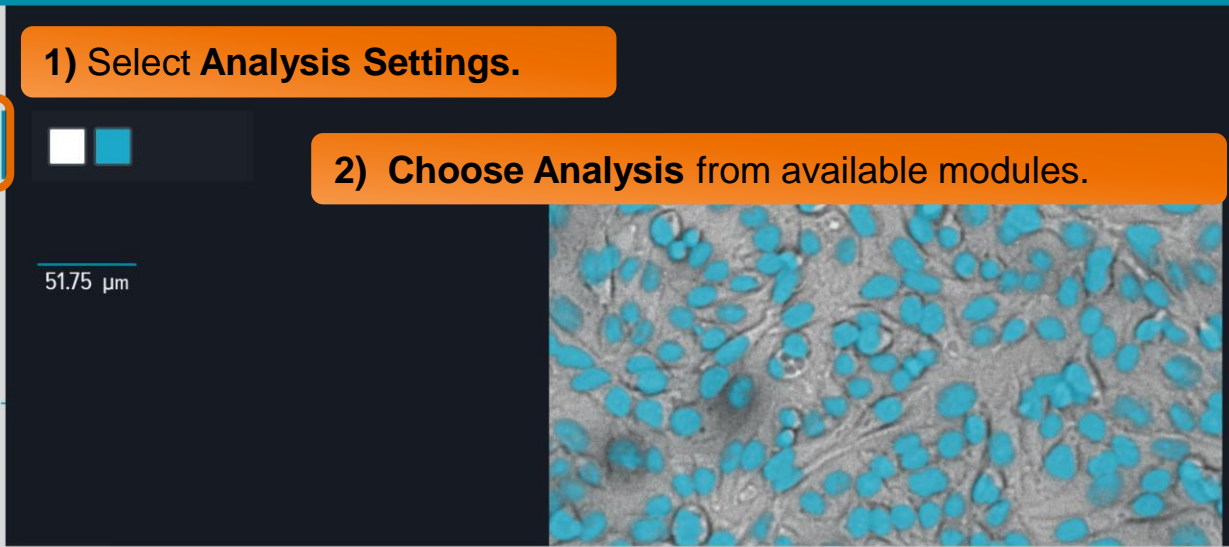 1) Select Analysis Settings.
2) Choose Analysis from available modules.
51.75 µm